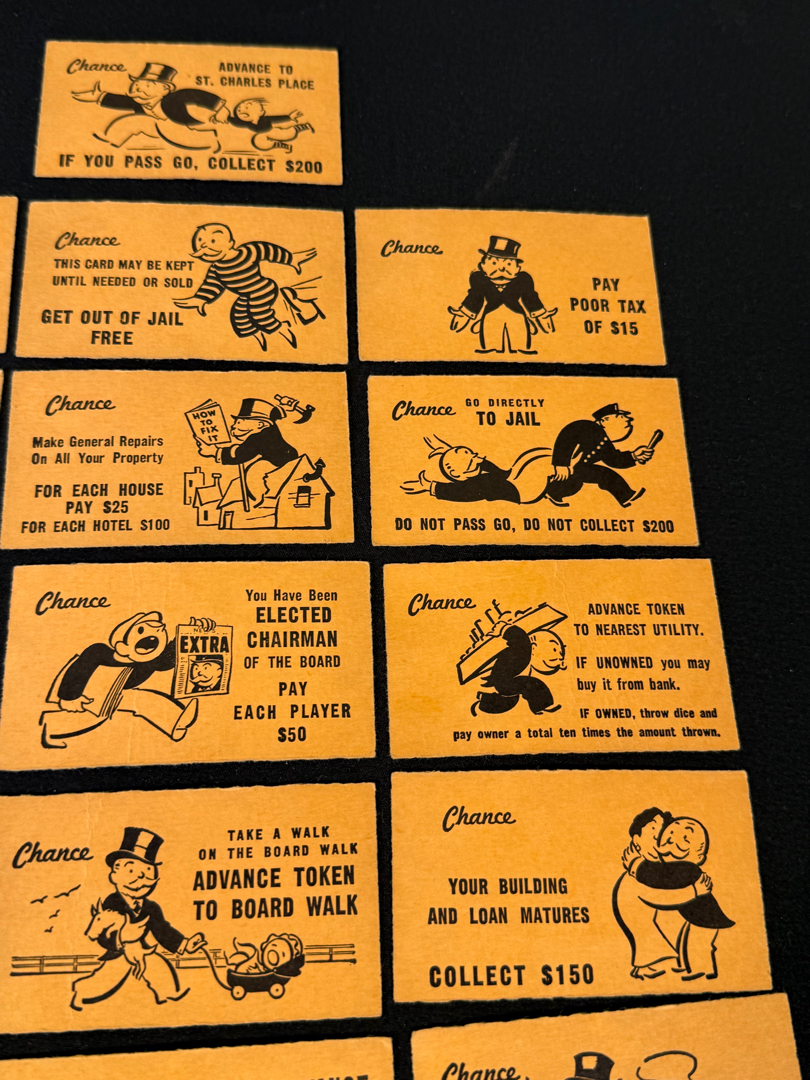 Chance
ADVANCE TO
ST. CHARLES PLACE
IF YOU PASS GO, COLLECT $200
Chance
THIS CARD MAY BE KEPT
UNTIL NEEDED OR SOLD
GET OUT OF JAIL
FREE
Chance
PAY
POOR TAX
OF $15
Chance
HOW
TO
FIX
IT
Make General Repairs
On All Your Property
FOR EACH HOUSE
PAY $25
FOR EACH HOTEL $100
Chance
GO DIRECTLY
TO JAIL
DO NOT PASS GO, DO NOT COLLECT $200
Chance
NEWS
EXTRA
You Have Been
ELECTED
CHAIRMAN
OF THE BOARD
PAY
EACH PLAYER
$50
Chance
ADVANCE TOKEN
TO NEAREST UTILITY.
IF UNOWNED you may
buy it from bank.
IF OWNED, throw dice and
pay owner a total ten times the amount thrown.
Chance
TAKE A WALK
ON THE BOARD WALK
ADVANCE TOKEN
TO BOARD WALK
Chance
YOUR BUILDING
AND LOAN MATURES
COLLECT $150
Chance